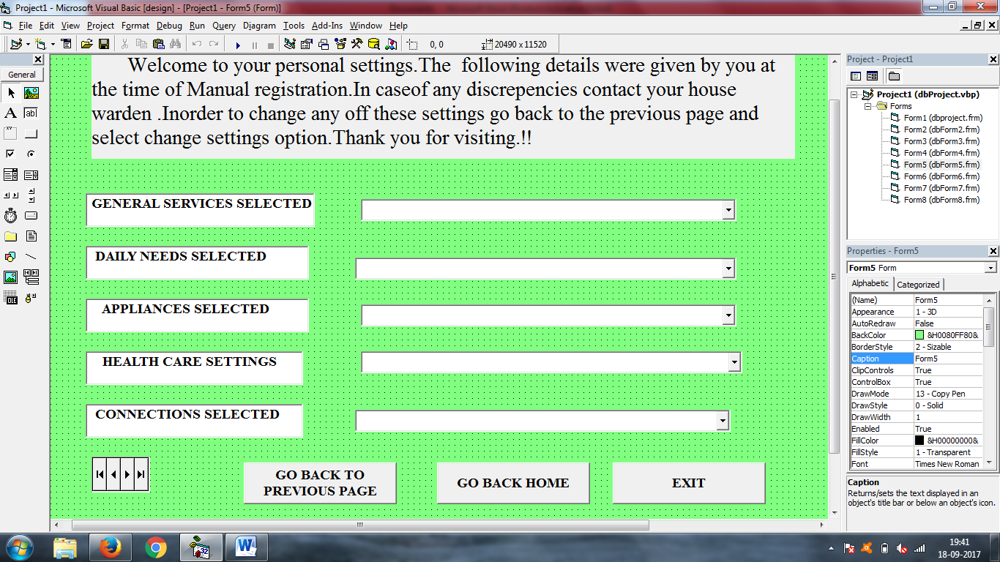 Project1 - Microsoft Visual Basic [design] - [Project1 - Form5 (Form)]
File Edit View Project Format Debug Run Query Diagram Tools Add-Ins Window Help
0, 0 20490 x 11520
General
Welcome to your personal settings.The  following details were given by you at
the time of Manual registration.In caseof any discrepencies contact your house
warden .Inorder to change any off these settings go back to the previous page and
select change settings option.Thank you for visiting.!!
GENERAL SERVICES SELECTED
DAILY NEEDS SELECTED
APPLIANCES SELECTED
HEALTH CARE SETTINGS
CONNECTIONS SELECTED
GO BACK TO
PREVIOUS PAGE
GO BACK HOME
EXIT
Project - Project1
Project1 (dbProject.vbp)
Forms
Form1 (dbproject.frm)
Form2 (dbForm2.frm)
Form3 (dbForm3.frm)
Form4 (dbForm4.frm)
Form5 (dbForm5.frm)
Form6 (dbForm6.frm)
Form7 (dbForm7.frm)
Form8 (dbForm8.frm)
Properties - Form5
Form5 Form
Alphabetic Categorized
(Name) Form5
Appearance 1 - 3D
AutoRedraw False
BackColor &H0080FF80&
BorderStyle 2 - Sizable
Caption Form5
ClipControls True
ControlBox True
DrawMode 13 - Copy Pen
DrawStyle 0 - Solid
DrawWidth 1
Enabled True
FillColor &H00000000&
FillStyle 1 - Transparent
Font Times New Roman
Caption
Returns/sets the text displayed in an
object's title bar or below an object's icon.
19:41
18-09-2017